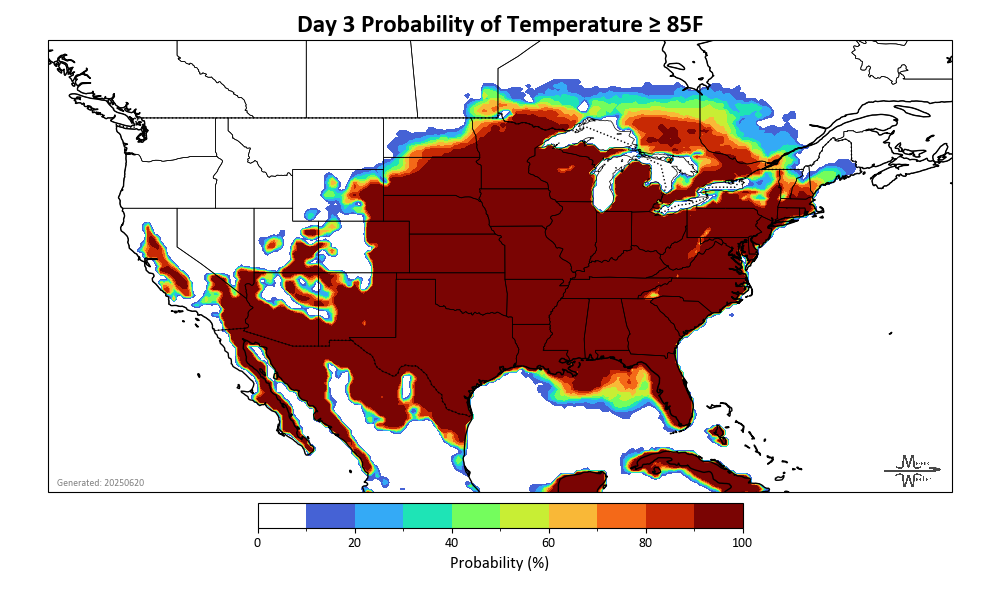 Day 3 Probability of Temperature ≥ 85F
Generated: 20250620
0 20 40 60 80 100
Probability (%)